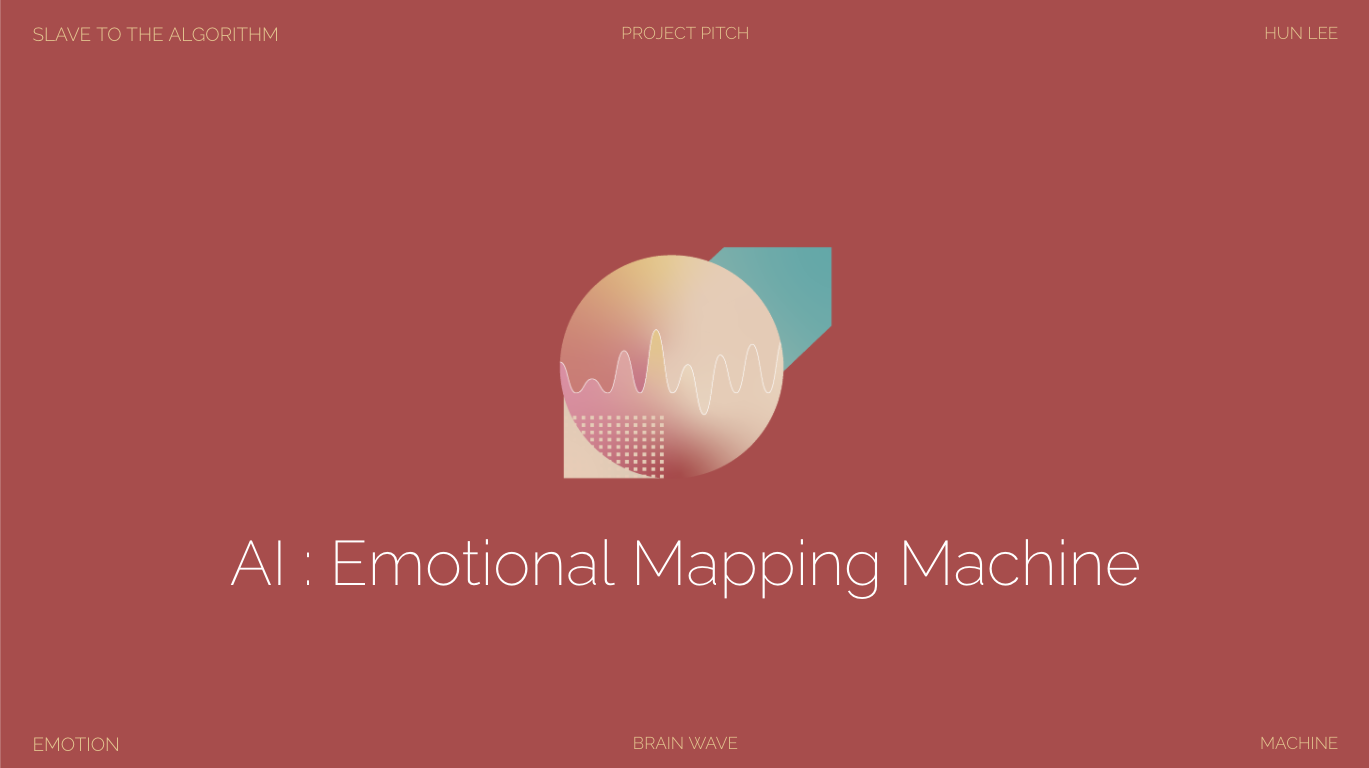 SLAVE TO THE ALGORITHM
PROJECT PITCH
HUN LEE
AI : Emotional Mapping Machine
EMOTION
BRAIN WAVE
MACHINE